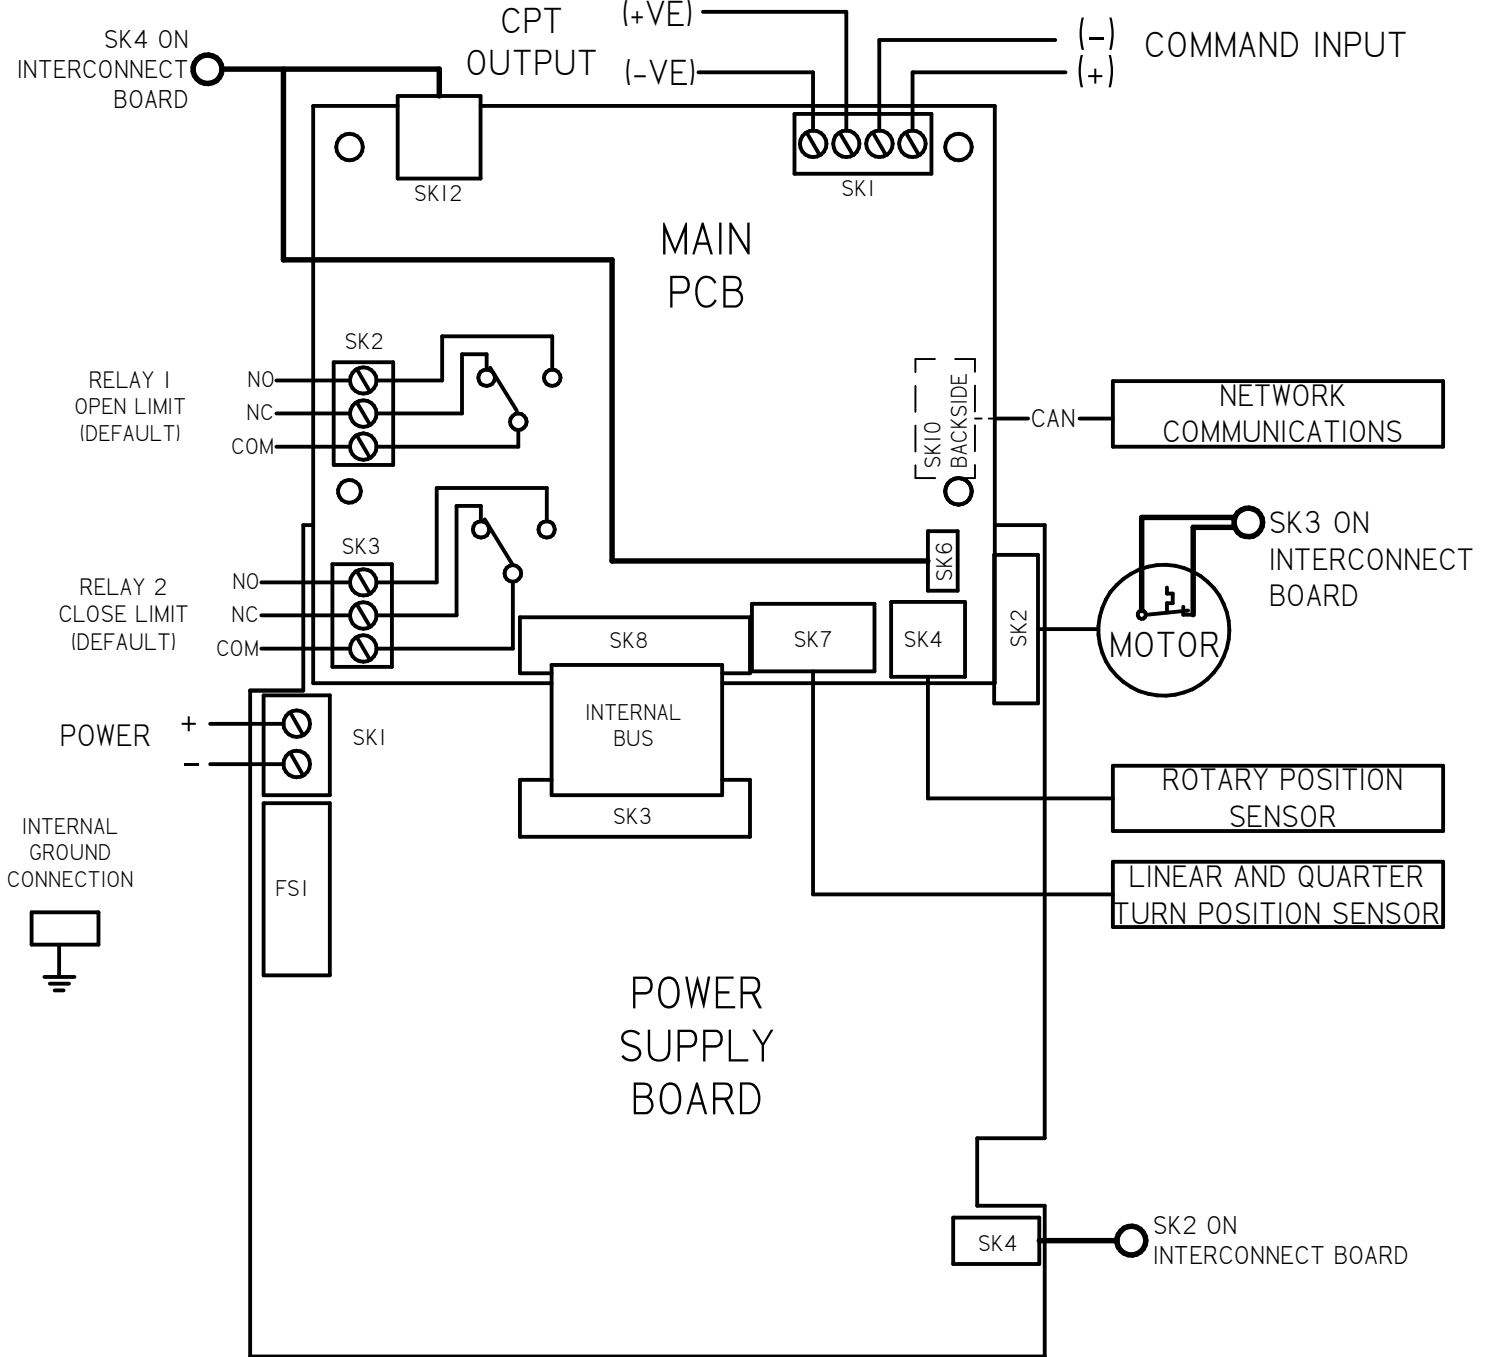 CPT
OUTPUT
(+VE)
(-VE)
(-)
(+)
COMMAND INPUT
SK4 ON
INTERCONNECT
BOARD
SK12
SK1
MAIN
PCB
SK2
RELAY 1
OPEN LIMIT
(DEFAULT)
NO
NC
COM
SK10
BACKSIDE
CAN
NETWORK
COMMUNICATIONS
SK3
RELAY 2
CLOSE LIMIT
(DEFAULT)
NO
NC
COM
SK6
SK3 ON
INTERCONNECT
BOARD
SK8
SK7
SK4
SK2
MOTOR
POWER
+
-
SK1
INTERNAL
BUS
SK3
ROTARY POSITION
SENSOR
LINEAR AND QUARTER
TURN POSITION SENSOR
INTERNAL
GROUND
CONNECTION
FS1
POWER
SUPPLY
BOARD
SK4
SK2 ON
INTERCONNECT BOARD